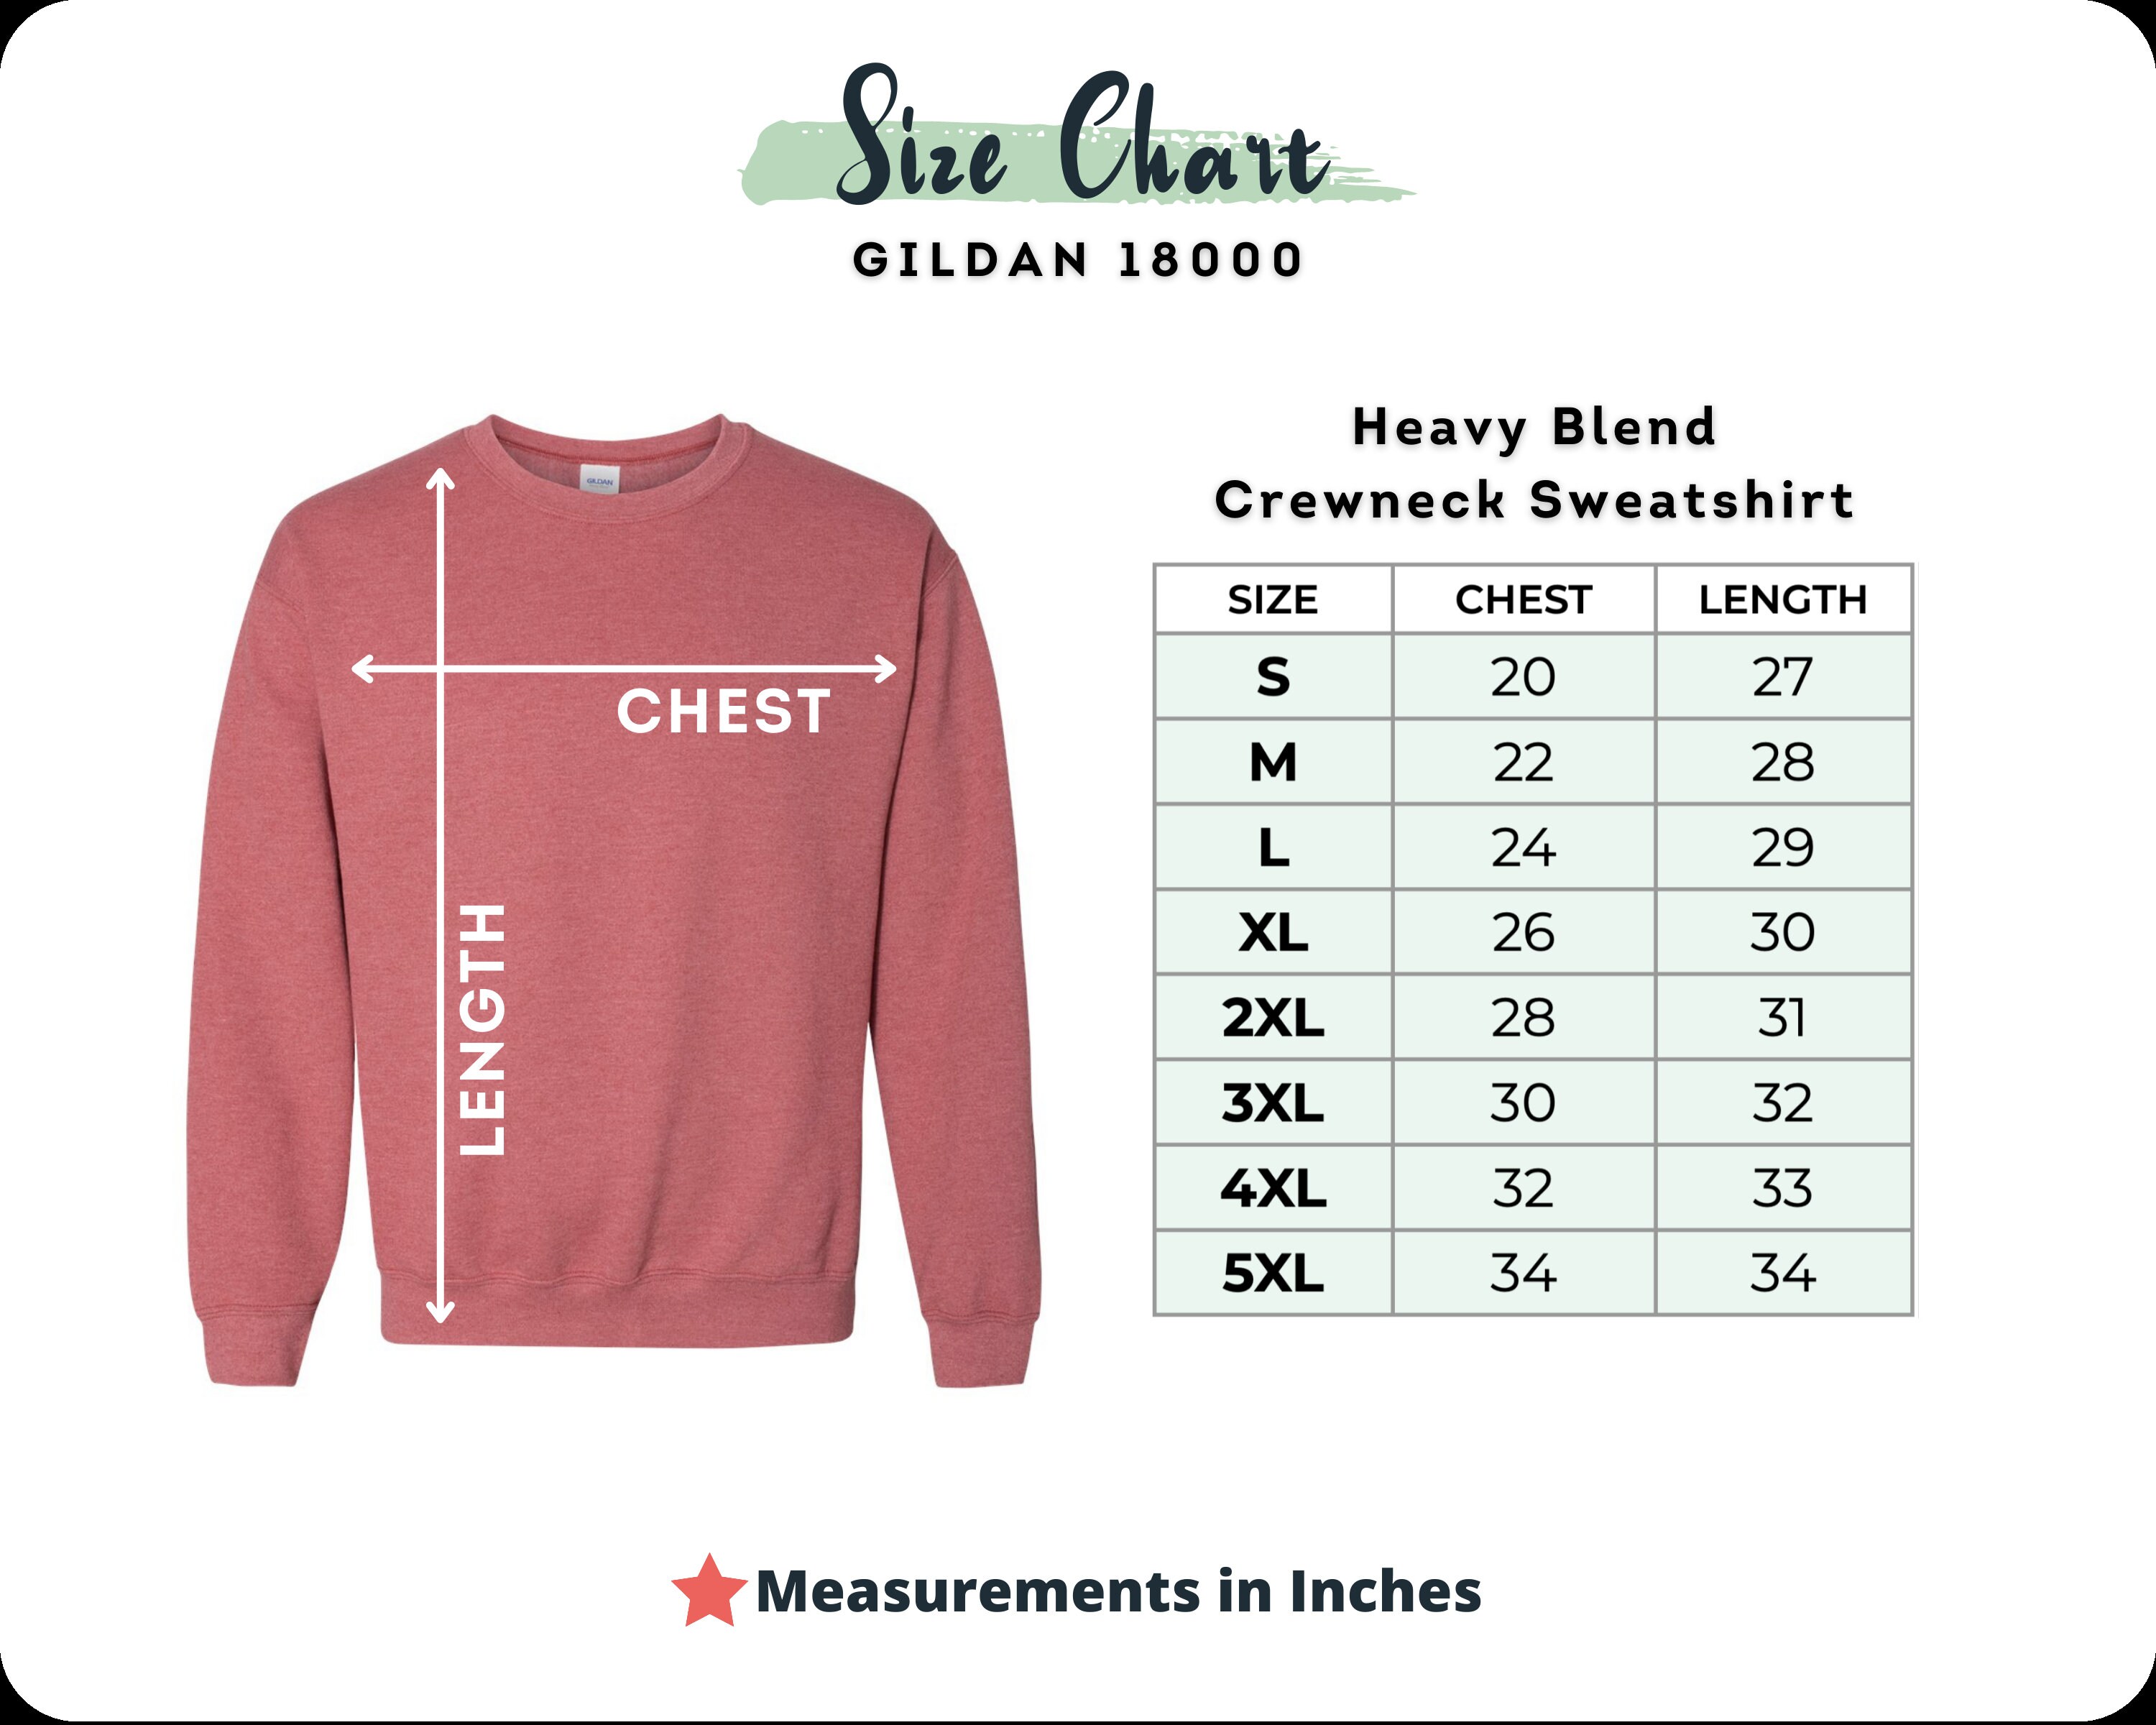 Size Chart
GILDAN 18000
Heavy Blend
Crewneck Sweatshirt
GILDAN
CHEST
LENGTH
SIZE CHEST LENGTH
S 20 27
M 22 28
L 24 29
XL 26 30
2XL 28 31
3XL 30 32
4XL 32 33
5XL 34 34
Measurements in Inches